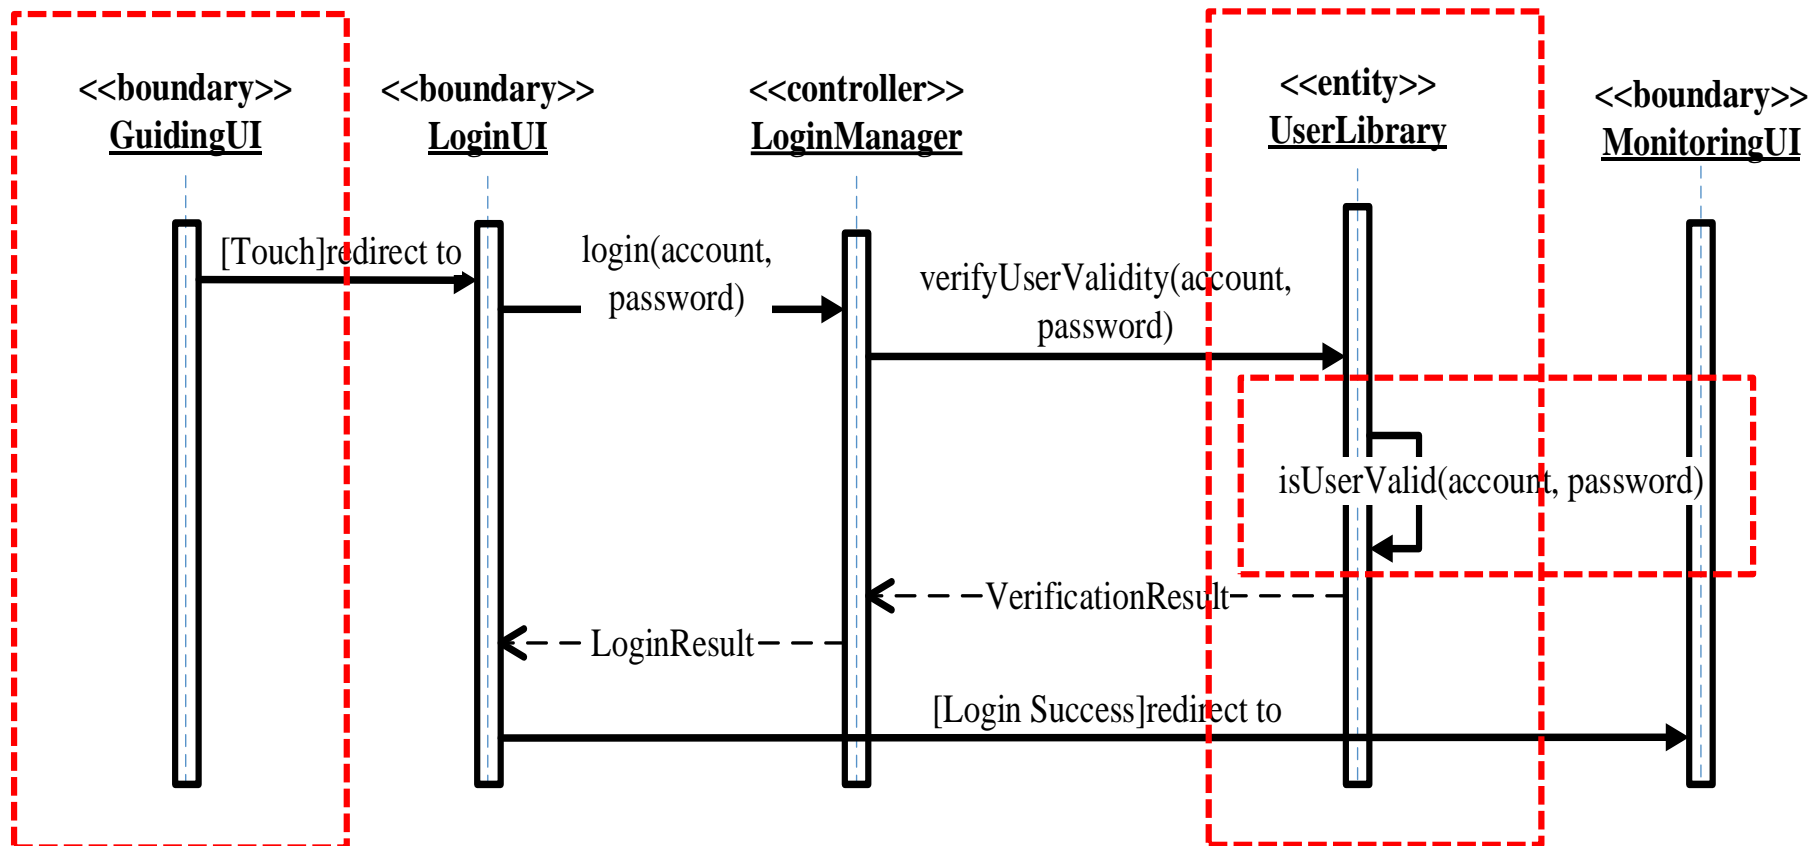 <<boundary>>
GuidingUI
<<boundary>>
LoginUI
<<controller>>
LoginManager
<<entity>>
UserLibrary
<<boundary>>
MonitoringUI
[Touch]redirect to
login(account,
password)
verifyUserValidity(account,
password)
isUserValid(account, password)
VerificationResult
LoginResult
[Login Success]redirect to